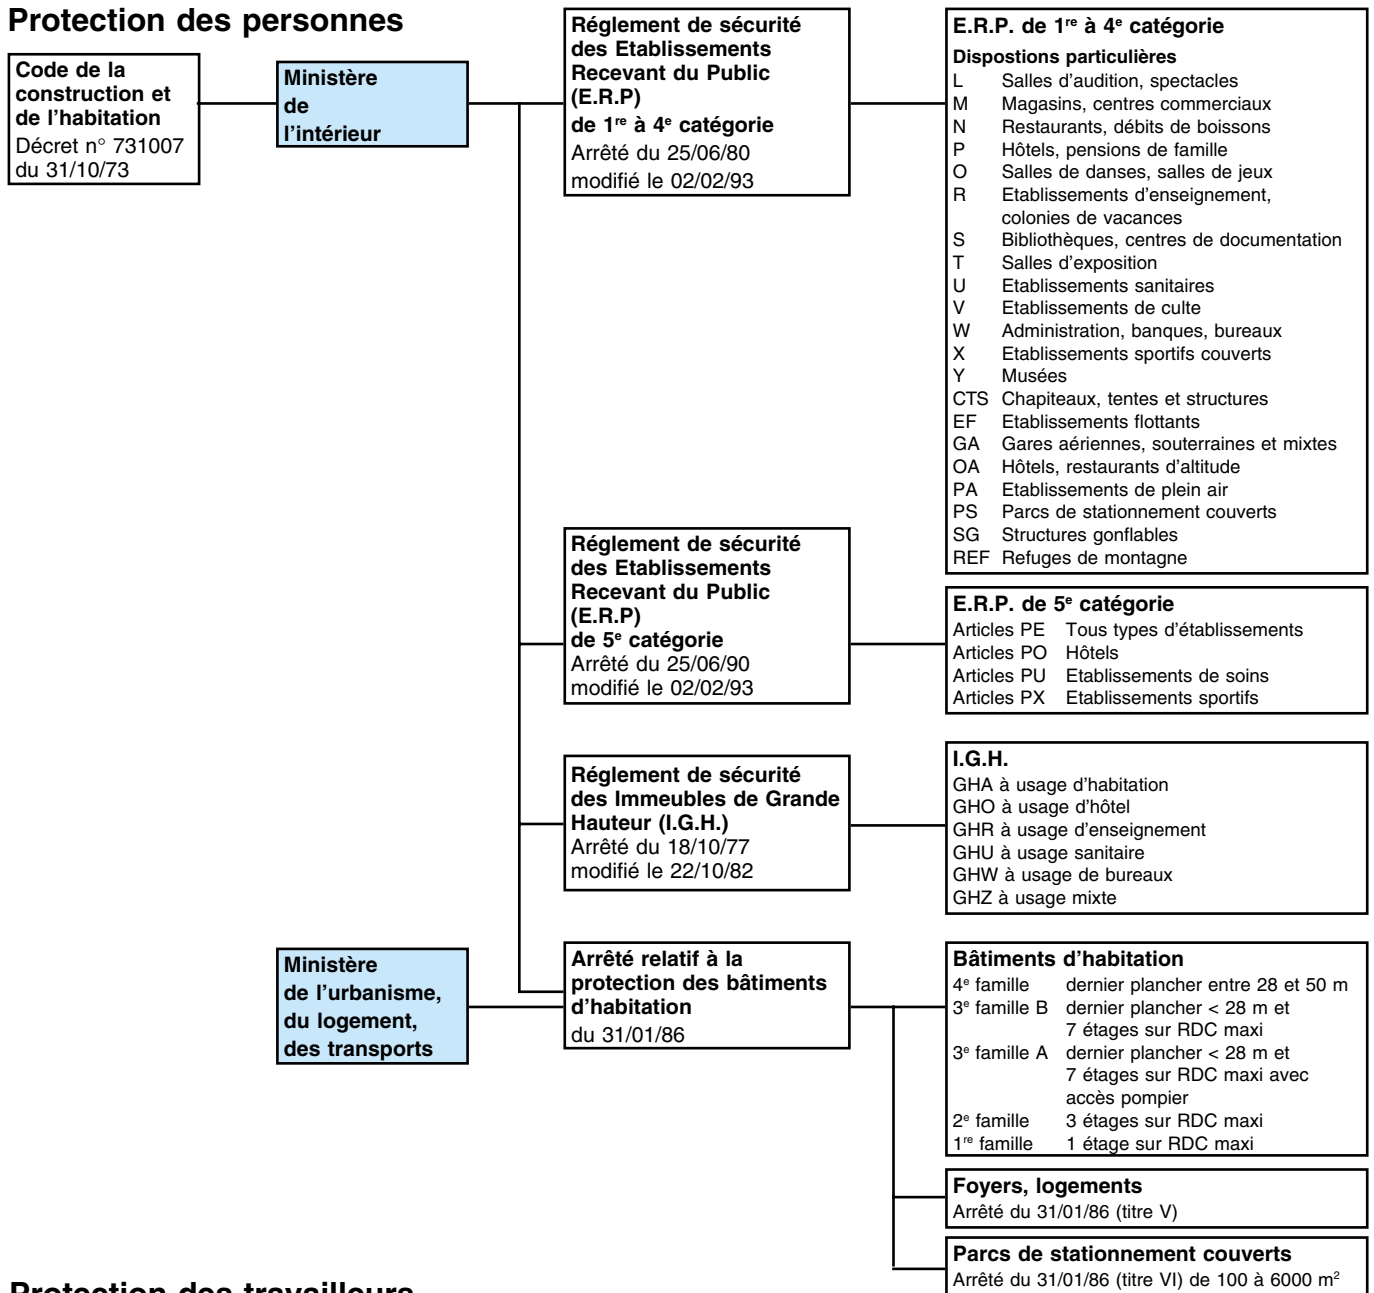 Protection des personnes
Code de la
construction et
de l'habitation
Décret n° 731007
du 31/10/73
Ministère
de
l'intérieur
Réglement de sécurité
des Etablissements
Recevant du Public
(E.R.P)
de 1re à 4e catégorie
Arrêté du 25/06/80
modifié le 02/02/93
E.R.P. de 1re à 4e catégorie
Dispostions particulières
L Salles d'audition, spectacles
M Magasins, centres commerciaux
N Restaurants, débits de boissons
P Hôtels, pensions de famille
O Salles de danses, salles de jeux
R Etablissements d'enseignement,
colonies de vacances
S Bibliothèques, centres de documentation
T Salles d'exposition
U Etablissements sanitaires
V Etablissements de culte
W Administration, banques, bureaux
X Etablissements sportifs couverts
Y Musées
CTS Chapiteaux, tentes et structures
EF Etablissements flottants
GA Gares aériennes, souterraines et mixtes
OA Hôtels, restaurants d'altitude
PA Etablissements de plein air
PS Parcs de stationnement couverts
SG Structures gonflables
REF Refuges de montagne
Réglement de sécurité
des Etablissements
Recevant du Public
(E.R.P)
de 5e catégorie
Arrêté du 25/06/90
modifié le 02/02/93
E.R.P. de 5e catégorie
Articles PE Tous types d'établissements
Articles PO Hôtels
Articles PU Etablissements de soins
Articles PX Etablissements sportifs
Réglement de sécurité
des Immeubles de Grande
Hauteur (I.G.H.)
Arrêté du 18/10/77
modifié le 22/10/82
I.G.H.
GHA à usage d'habitation
GHO à usage d'hôtel
GHR à usage d'enseignement
GHU à usage sanitaire
GHW à usage de bureaux
GHZ à usage mixte
Ministère
de l'urbanisme,
du logement,
des transports
Arrêté relatif à la
protection des bâtiments
d'habitation
du 31/01/86
Bâtiments d'habitation
4e famille dernier plancher entre 28 et 50 m
3e famille B dernier plancher < 28 m et
7 étages sur RDC maxi
3e famille A dernier plancher < 28 m et
7 étages sur RDC maxi avec
accès pompier
2e famille 3 étages sur RDC maxi
1re famille 1 étage sur RDC maxi
Foyers, logements
Arrêté du 31/01/86 (titre V)
Parcs de stationnement couverts
Arrêté du 31/01/86 (titre VI) de 100 à 6000 m2
Protection des travailleurs